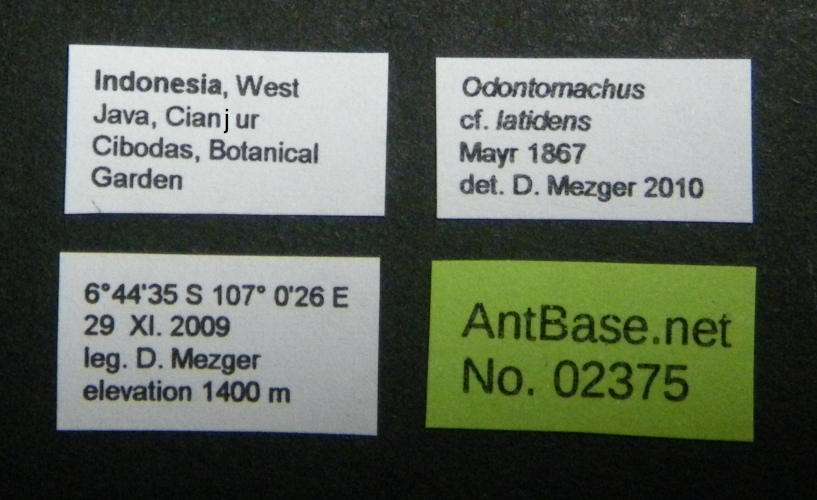 Indonesia, West
Java, Cianjur
Cibodas, Botanical
Garden
Odontomachus
cf. latidens
Mayr 1867
det. D. Mezger 2010
6°44'35 S 107° 0'26 E
29 XI. 2009
leg. D. Mezger
elevation 1400 m
AntBase.net
No. 02375